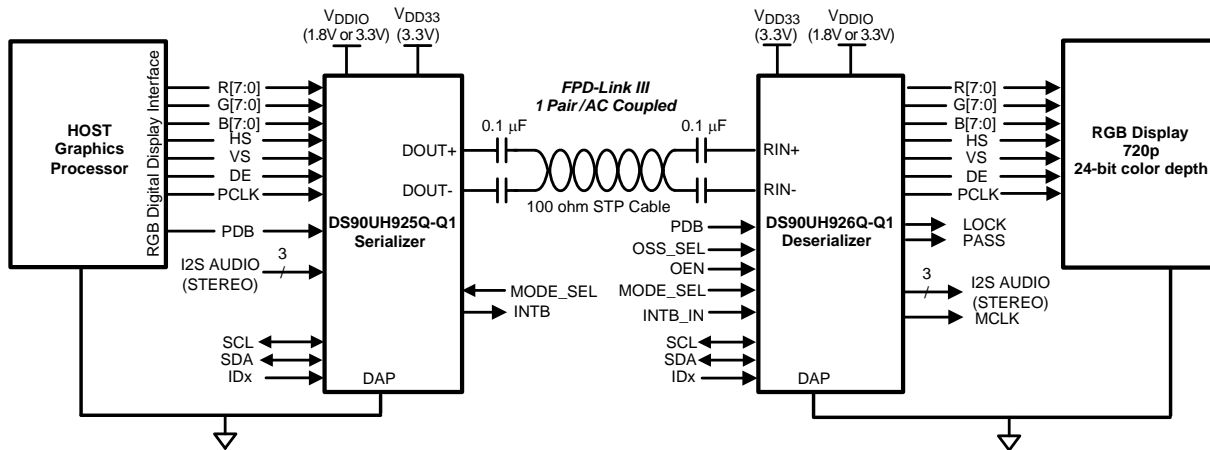 VDDIO
(1.8V or 3.3V)
VDD33
(3.3V)
VDD33
(3.3V)
VDDIO
(1.8V or 3.3V)
HOST
Graphics
Processor
RGB Digital Display Interface
R[7:0]
G[7:0]
B[7:0]
HS
VS
DE
PCLK
PDB
I2S AUDIO
(STEREO)
3
SCL
SDA
IDx
DOUT+
DOUT-
DS90UH925Q-Q1
Serializer
DAP
MODE_SEL
INTB
FPD-Link III
1 Pair /AC Coupled
0.1 μF
0.1 μF
100 ohm STP Cable
PDB
OSS_SEL
OEN
MODE_SEL
INTB_IN
SCL
SDA
IDx
RIN+
RIN-
DS90UH926Q-Q1
Deserializer
DAP
R[7:0]
G[7:0]
B[7:0]
HS
VS
DE
PCLK
LOCK
PASS
3
I2S AUDIO
(STEREO)
MCLK
RGB Display
720p
24-bit color depth